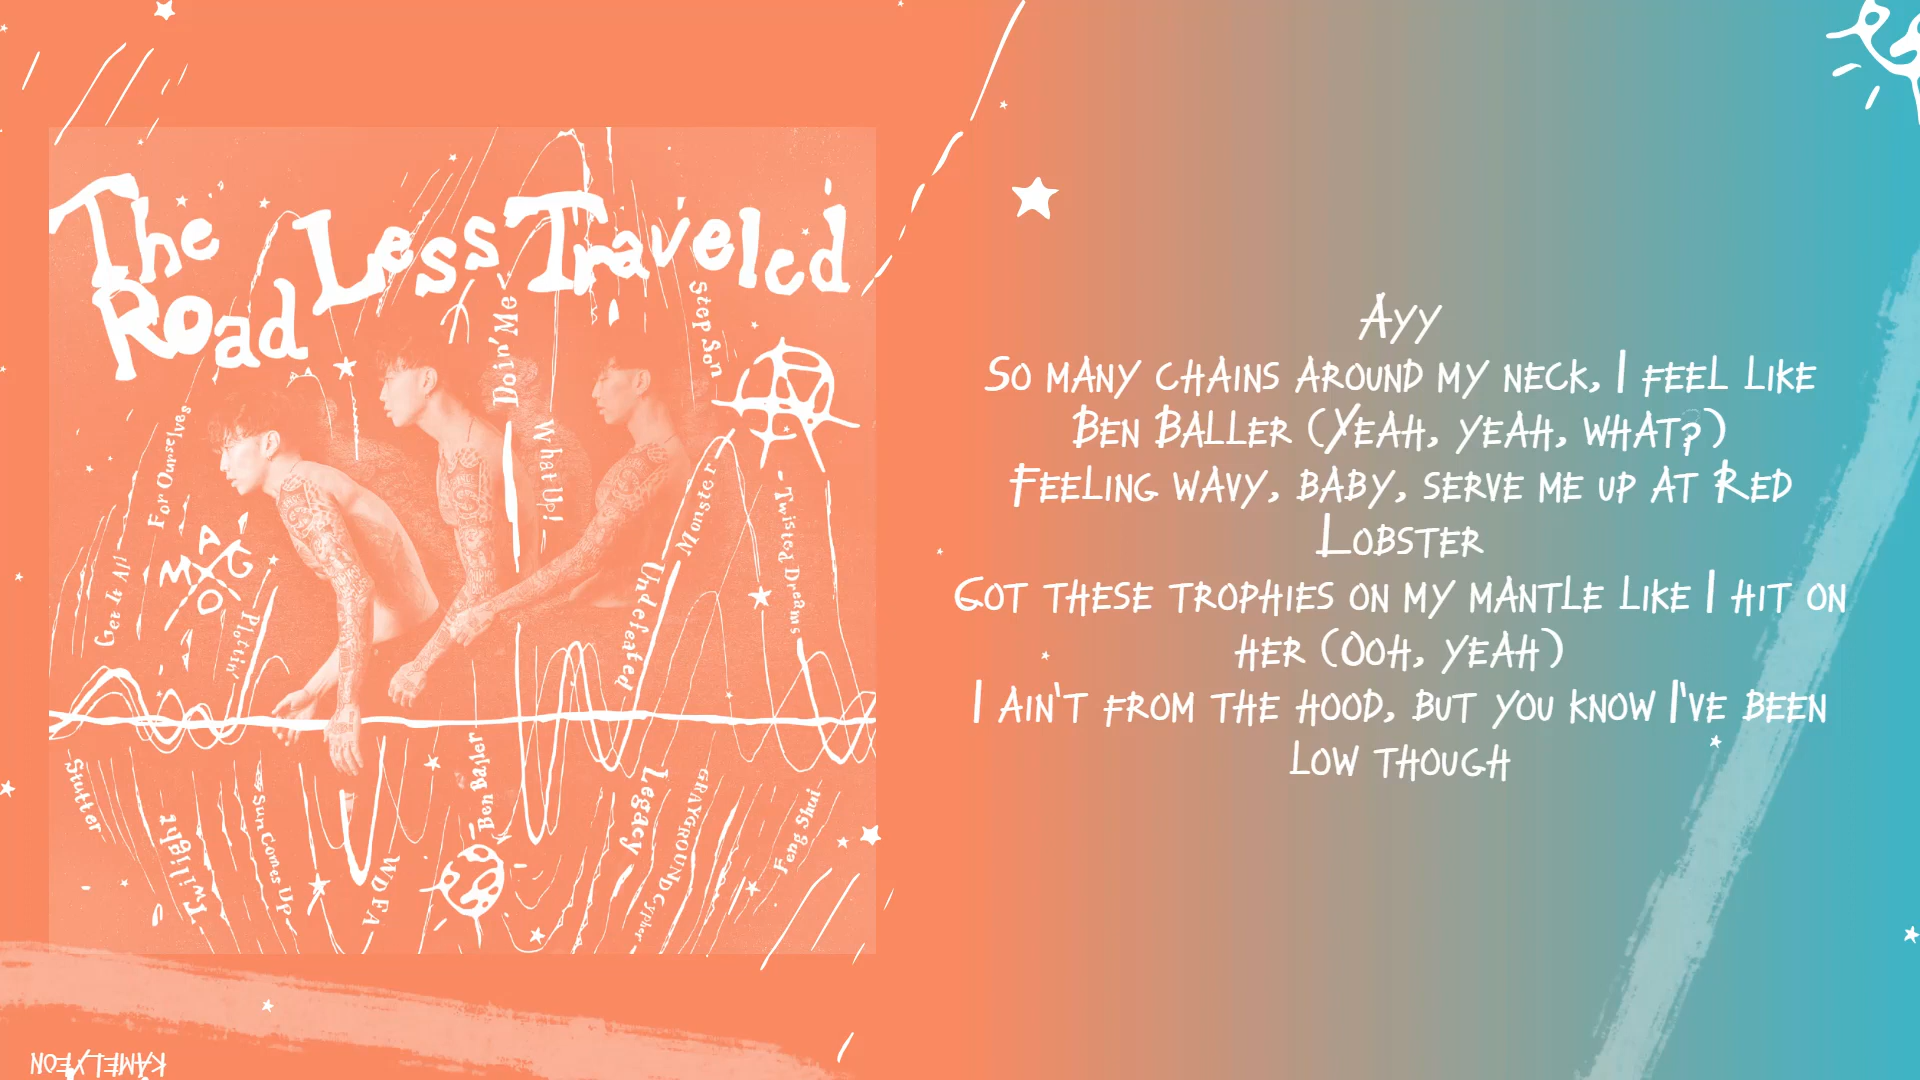 The
Less Traveled
Road
Doin' Me
Step Son
What Up!
For Ourselves
Monster
Twisted Dreams
Get It All
MATO
Plottin'
Undefeated
Stutter
Twilight
Sun Comes Up
WDFA
Ben Baller
Legacy
GRAYGROUND Cypher
Feng Shui
KAMELYEON
AYY
SO MANY CHAINS AROUND MY NECK, I FEEL LIKE
BEN BALLER (YEAH, YEAH, WHAT?)
FEELING WAVY, BABY, SERVE ME UP AT RED
LOBSTER
GOT THESE TROPHIES ON MY MANTLE LIKE I HIT ON
HER (OOH, YEAH)
I AIN'T FROM THE HOOD, BUT YOU KNOW I'VE BEEN
LOW THOUGH